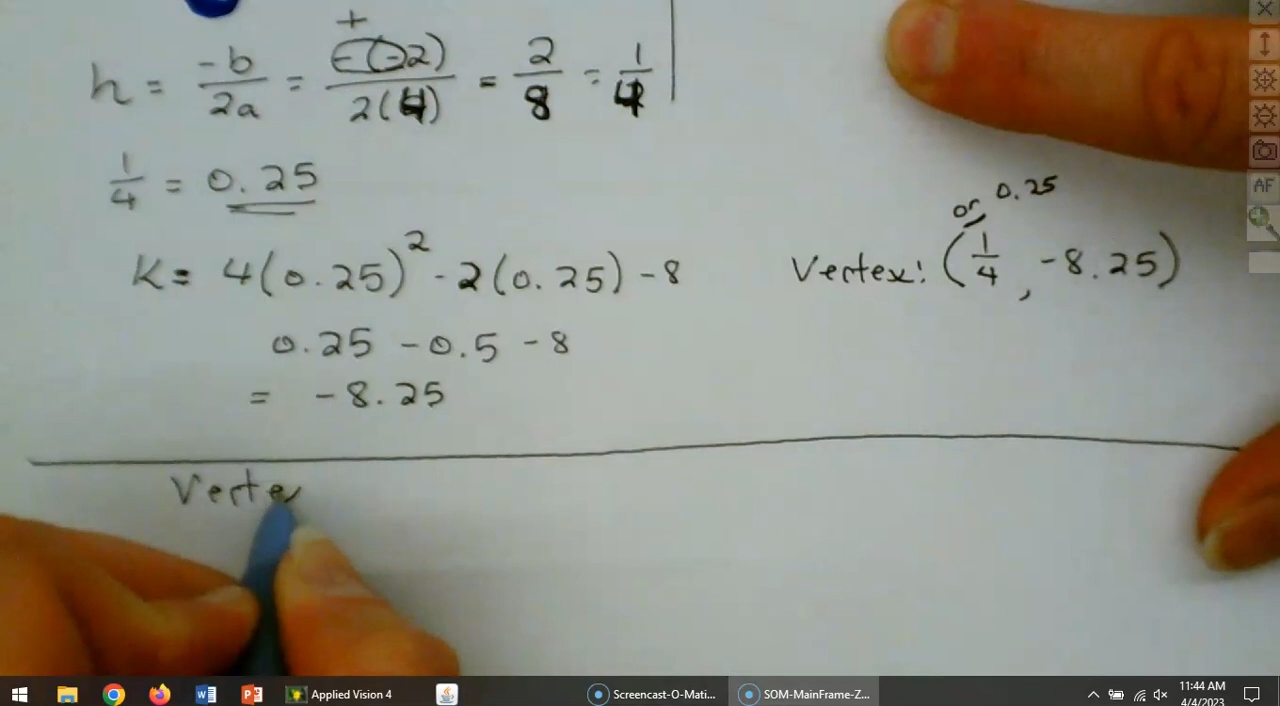 h = -b/2a = -(-2)/2(4) = 2/8 = 1/4
+
1/4 = 0.25
K = 4(0.25)² - 2(0.25) - 8
0.25 - 0.5 - 8
= -8.25
or 0.25
Vertex: (1/4, -8.25)
Verte
AF
Applied Vision 4
Screencast-O-Mati...
SOM-MainFrame-Z...
11:44 AM
4/4/2023